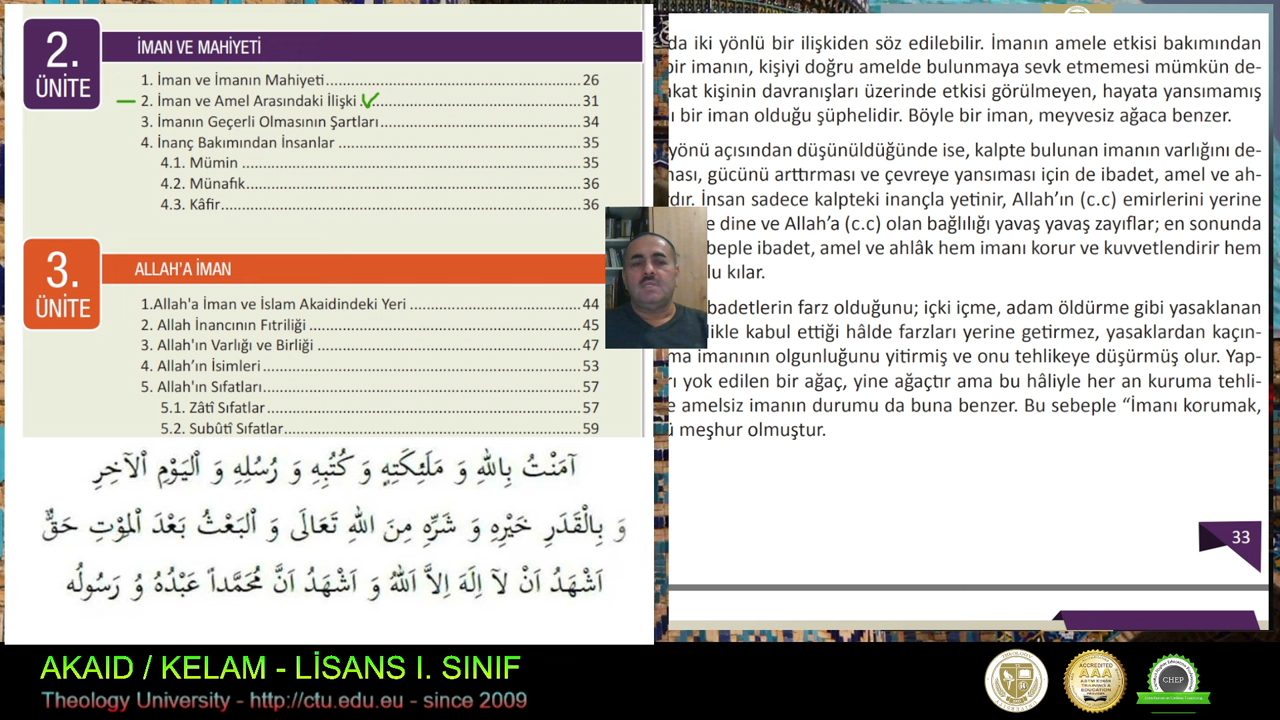 2.
ÜNİTE
İMAN VE MAHİYETİ
1. İman ve İmanın Mahiyeti 26
2. İman ve Amel Arasındaki İlişki 31
3. İmanın Geçerli Olmasının Şartları 34
4. İnanç Bakımından İnsanlar 35
4.1. Mümin 35
4.2. Münafık 36
4.3. Kâfir 36
3.
ÜNİTE
ALLAH'A İMAN
1.Allah'a İman ve İslam Akaidindeki Yeri 44
2. Allah İnancının Fıtriliği 45
3. Allah'ın Varlığı ve Birliği 47
4. Allah'ın İsimleri 53
5. Allah'ın Sıfatları 57
5.1. Zâtî Sıfatlar 57
5.2. Subûtî Sıfatlar 59
آمَنْتُ بِاللهِ وَ مَلَئِكَتِهِ وَ كُتُبِهِ وَ رُسُلِهِ وَ الْيَوْمِ الْآخِرِ
وَ بِالْقَدَرِ خَيْرِهِ وَ شَرِّهِ مِنَ اللهِ تَعَالَى وَ الْبَعْثُ بَعْدَ الْمَوْتِ حَقٌّ
اَشْهَدُ اَنْ لآَ اِلَهَ اِلاَّ اللهُ وَ اَشْهَدُ اَنَّ مُحَمَّداً عَبْدُهُ وُ رَسُولُه
da iki yönlü bir ilişkiden söz edilebilir. İmanın amele etkisi bakımından
bir imanın, kişiyi doğru amelde bulunmaya sevk etmemesi mümkün de-
kat kişinin davranışları üzerinde etkisi görülmeyen, hayata yansımamış
bir iman olduğu şüphelidir. Böyle bir iman, meyvesiz ağaca benzer.
yönü açısından düşünüldüğünde ise, kalpte bulunan imanın varlığını de-
ması, gücünü arttırması ve çevreye yansıması için de ibadet, amel ve ah-
dır. İnsan sadece kalpteki inançla yetinir, Allah'ın (c.c) emirlerini yerine
e dine ve Allah'a (c.c) olan bağlılığı yavaş yavaş zayıflar; en sonunda
sebeple ibadet, amel ve ahlâk hem imanı korur ve kuvvetlendirir hem
lu kılar.
ibadetlerin farz olduğunu; içki içme, adam öldürme gibi yasaklanan
likle kabul ettiği hâlde farzları yerine getirmez, yasaklardan kaçın-
ma imanının olgunluğunu yitirmiş ve onu tehlikeye düşürmüş olur. Yap-
rı yok edilen bir ağaç, yine ağaçtır ama bu hâliyle her an kuruma tehli-
e amelsiz imanın durumu da buna benzer. Bu sebeple “İmanı korumak,
ü meşhur olmuştur.
33
AKAID / KELAM - LİSANS I. SINIF
Theology University - http://ctu.edu.eu - since 2009
ACCREDITED
AAA
CHEP